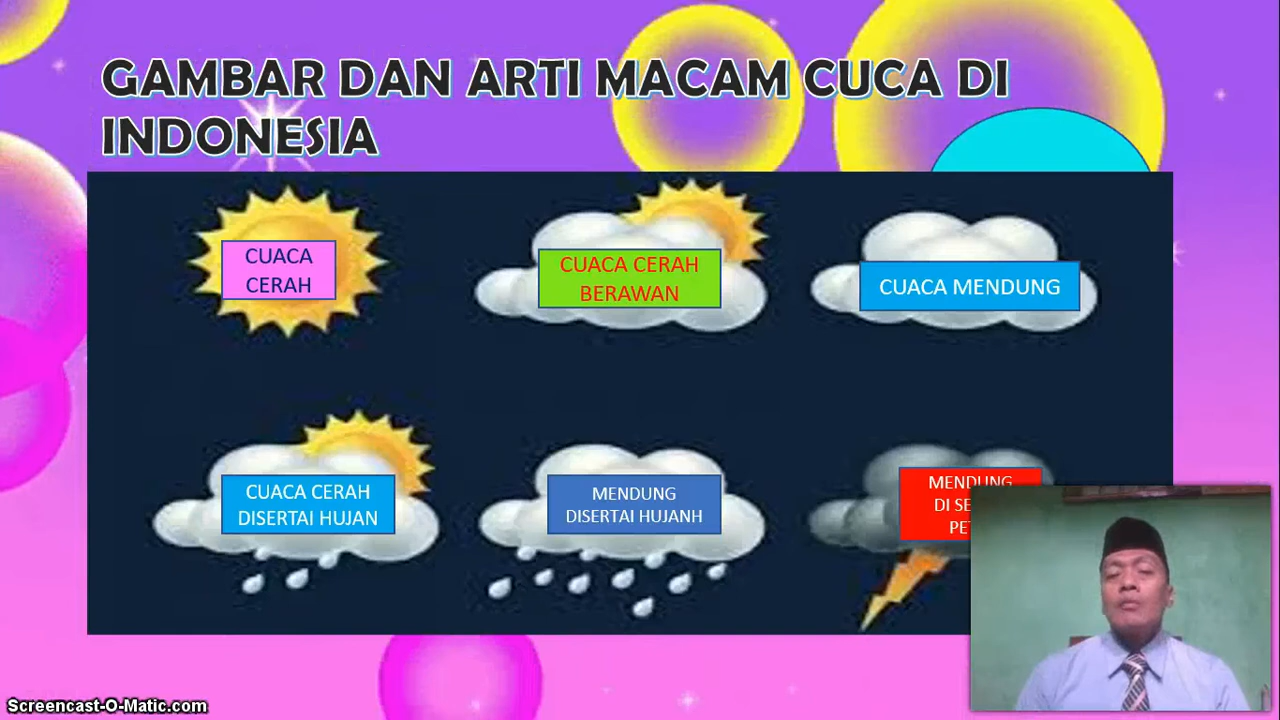 GAMBAR DAN ARTI MACAM CUCA DI
INDONESIA
CUACA
CERAH
CUACA CERAH
BERAWAN
CUACA MENDUNG
CUACA CERAH
DISERTAI HUJAN
MENDUNG
DISERTAI HUJANH
MENDUNG
DI
Screencast-O-Matic.com